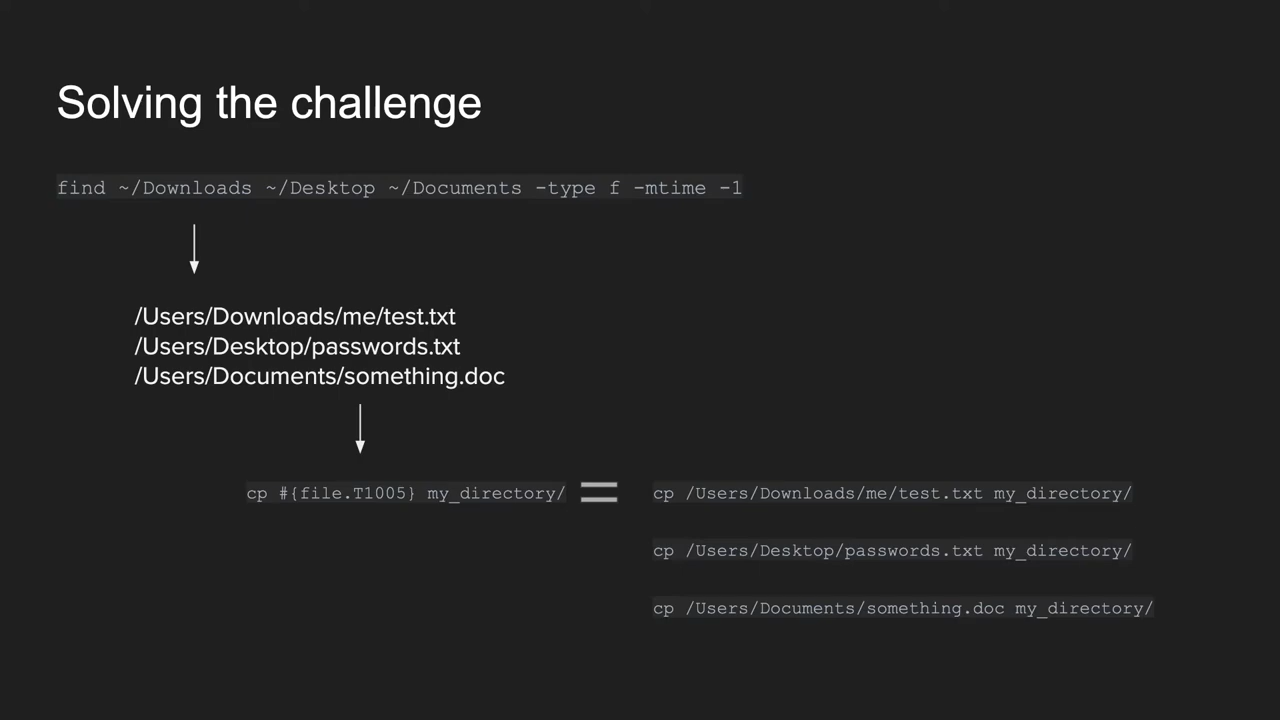 Solving the challenge
find ~/Downloads ~/Desktop ~/Documents -type f -mtime -1
/Users/Downloads/me/test.txt
/Users/Desktop/passwords.txt
/Users/Documents/something.doc
cp #{file.T1005} my_directory/ = cp /Users/Downloads/me/test.txt my_directory/
cp /Users/Desktop/passwords.txt my_directory/
cp /Users/Documents/something.doc my_directory/